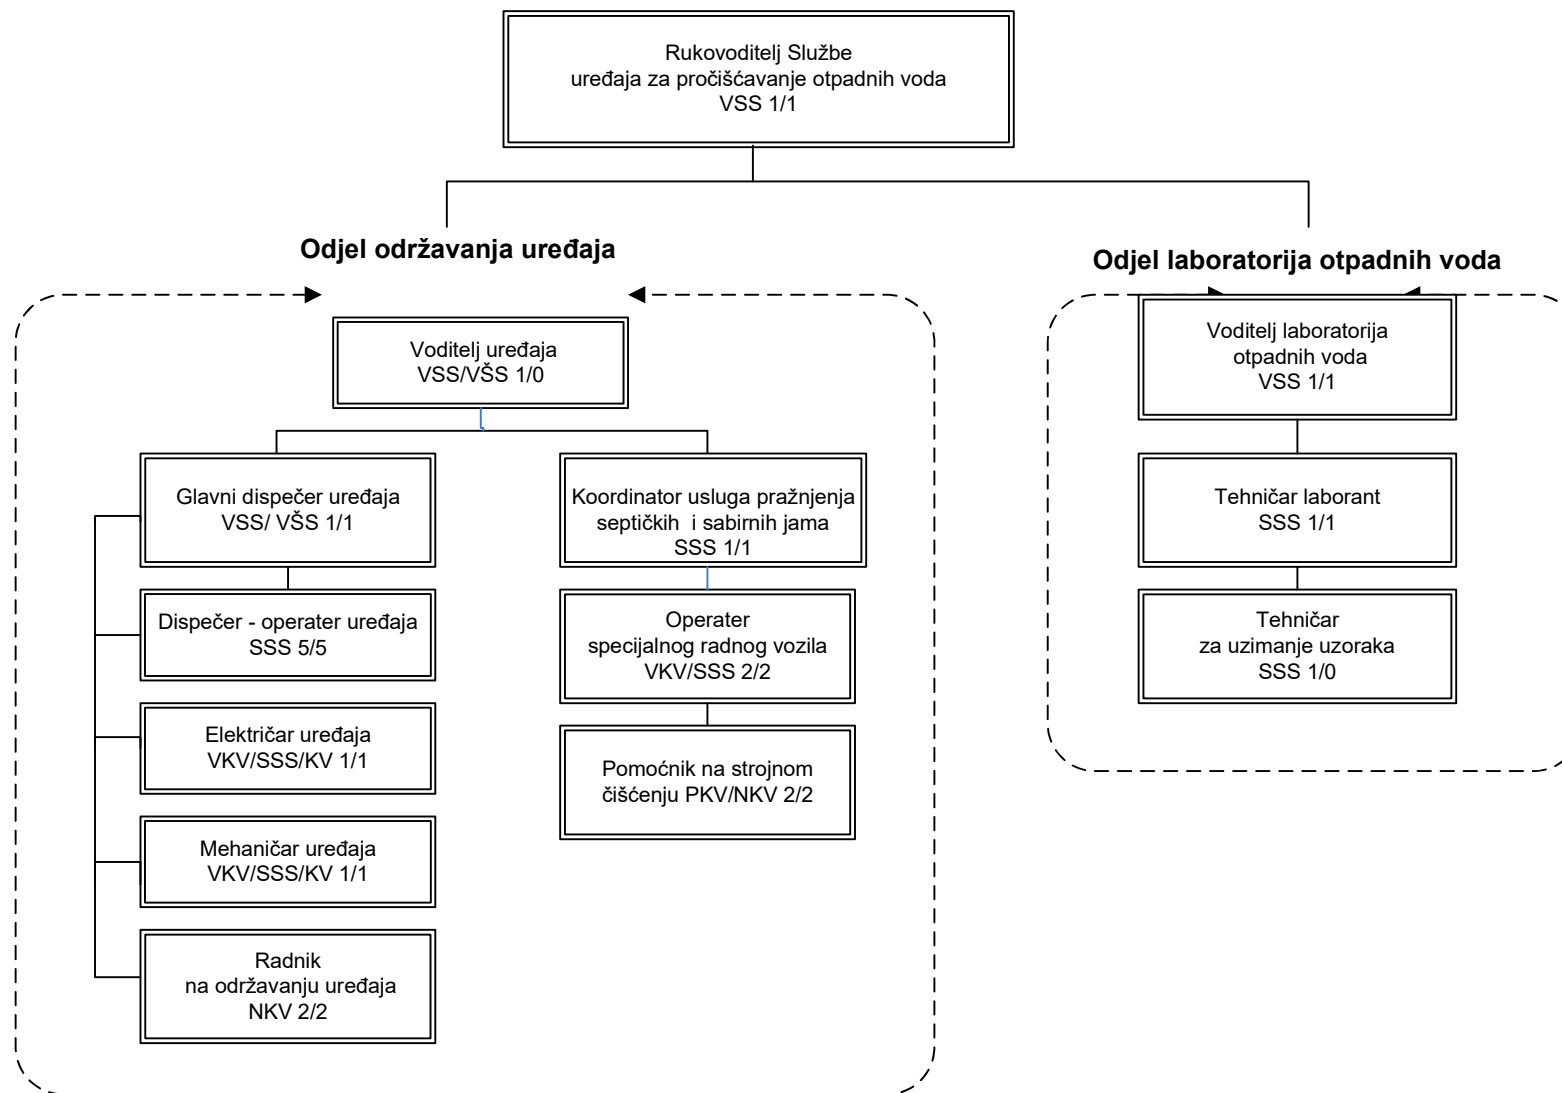 Rukovoditelj Službe
uređaja za pročišćavanje otpadnih voda
VSS 1/1
Odjel održavanja uređaja
Voditelj uređaja
VSS/VŠS 1/0
Glavni dispečer uređaja
VSS/ VŠS 1/1
Dispečer - operater uređaja
SSS 5/5
Električar uređaja
VKV/SSS/KV 1/1
Mehaničar uređaja
VKV/SSS/KV 1/1
Radnik
na održavanju uređaja
NKV 2/2
Koordinator usluga pražnjenja
septičkih i sabirnih jama
SSS 1/1
Operater
specijalnog radnog vozila
VKV/SSS 2/2
Pomoćnik na strojnom
čišćenju PKV/NKV 2/2
Odjel laboratorija otpadnih voda
Voditelj laboratorija
otpadnih voda
VSS 1/1
Tehničar laborant
SSS 1/1
Tehničar
za uzimanje uzoraka
SSS 1/0